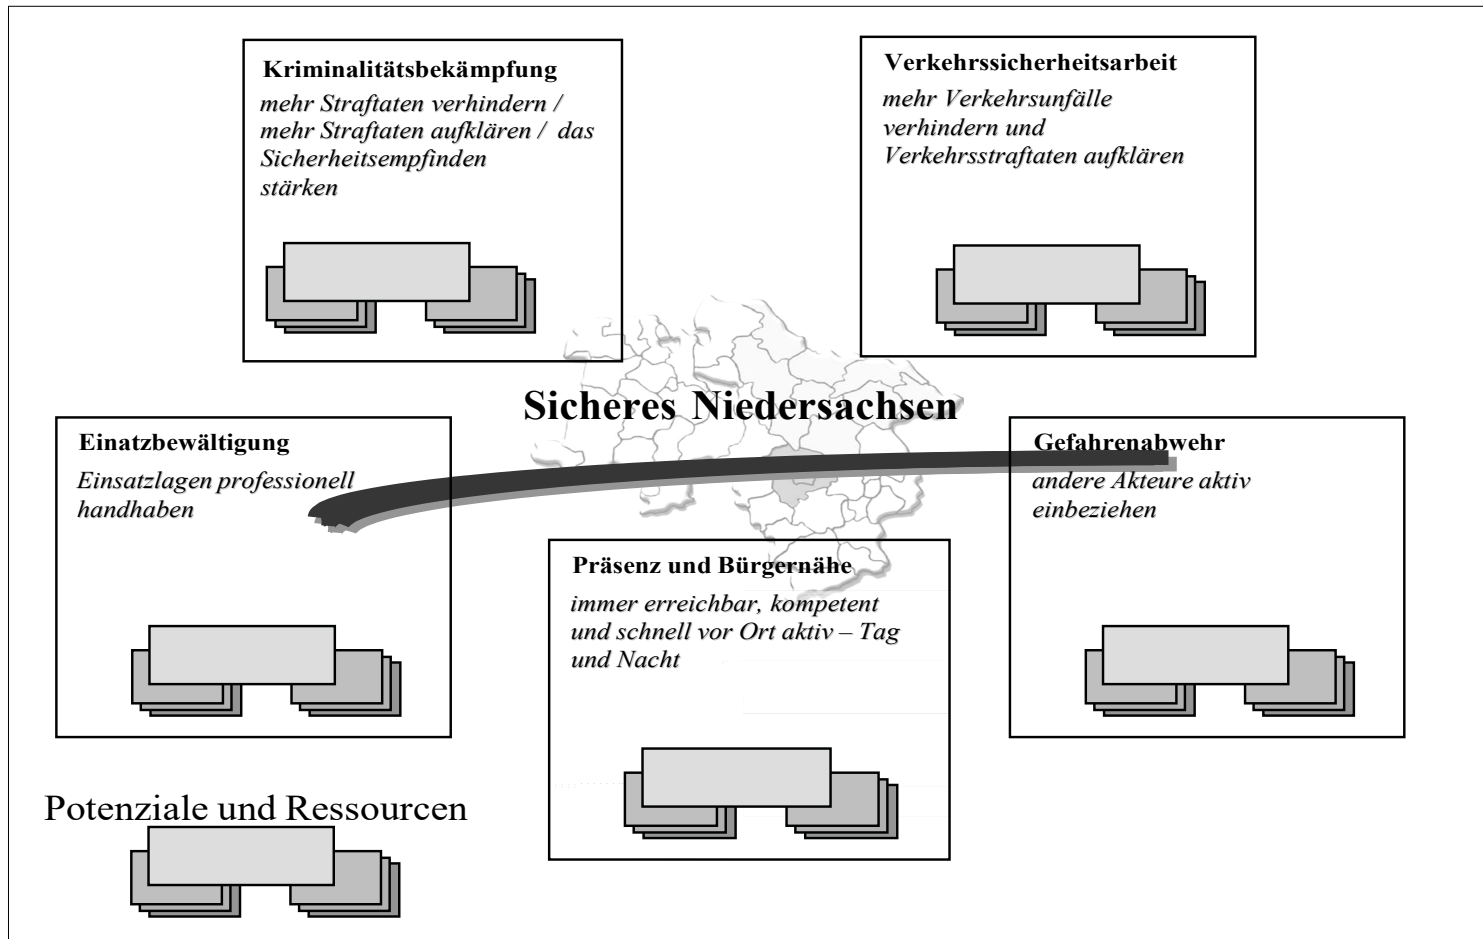 Kriminalitätsbekämpfung
mehr Straftaten verhindern /
mehr Straftaten aufklären / das
Sicherheitsempfinden
stärken
Verkehrssicherheitsarbeit
mehr Verkehrsunfälle
verhindern und
Verkehrsstraftaten aufklären
Sicheres Niedersachsen
Einatzbewältigung
Einsatzlagen professionell
handhaben
Gefahrenabwehr
andere Akteure aktiv
einbeziehen
Präsenz und Bürgernähe
immer erreichbar, kompetent
und schnell vor Ort aktiv – Tag
und Nacht
Potenziale und Ressourcen